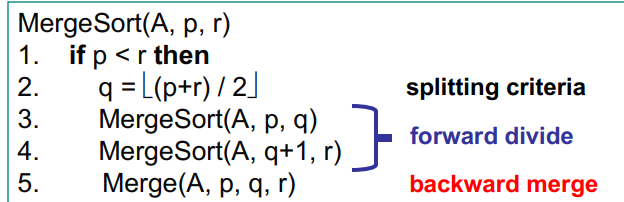 MergeSort(A, p, r)
1. if p < r then
2. q = ⌊(p+r) / 2⌋ splitting criteria
3. MergeSort(A, p, q)
forward divide
4. MergeSort(A, q+1, r)
5. Merge(A, p, q, r) backward merge